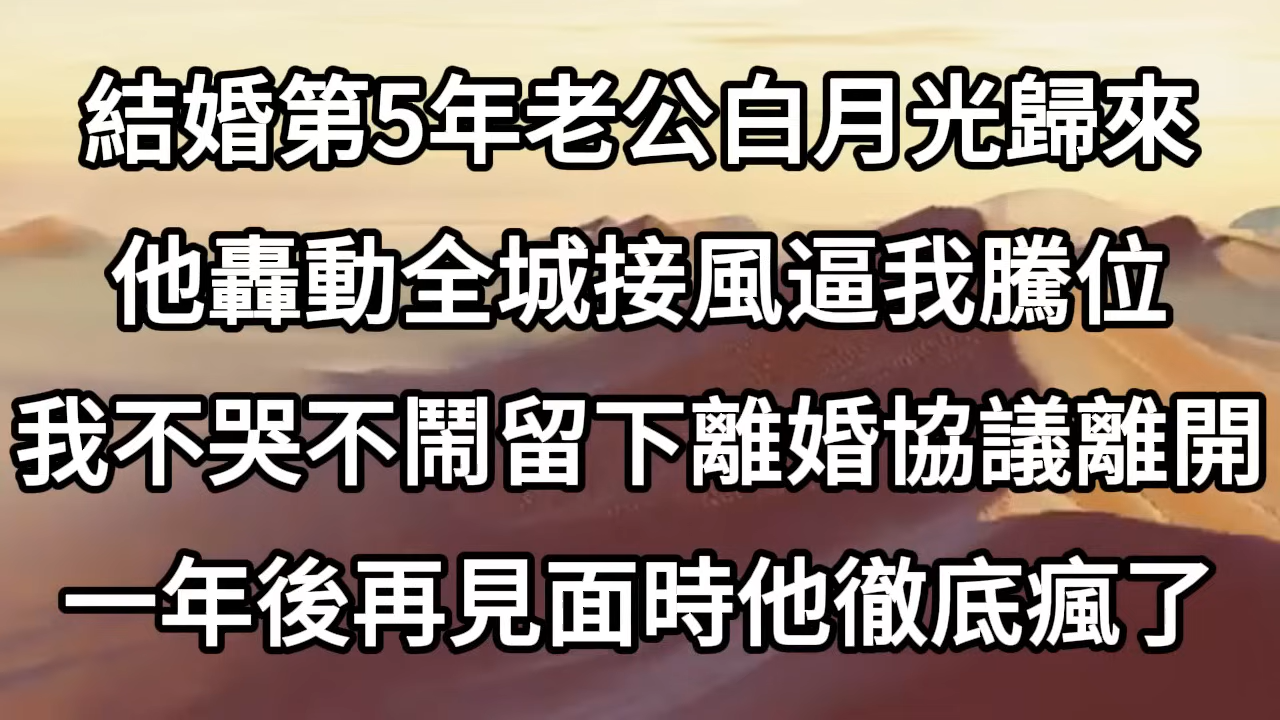 結婚第5年老公白月光歸來
他轟動全城接風逼我騰位
我不哭不鬧留下離婚協議離開
一年後再見面時他徹底瘋了